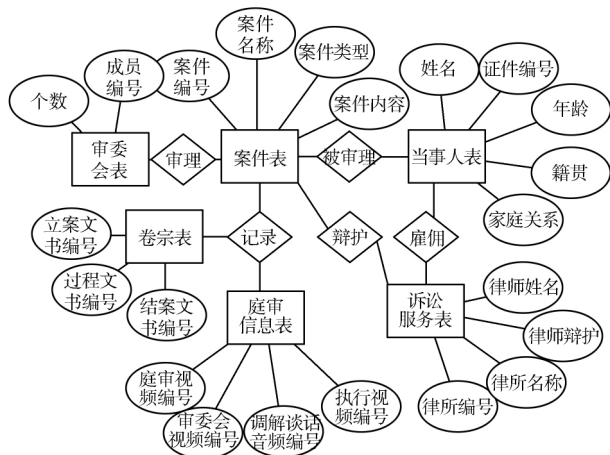 案件
名称
成员
编号
案件
编号
案件类型
姓名
证件编号
个数
案件内容
年龄
审委
会表
审理
案件表
被审理
当事人表
籍贯
家庭关系
立案文
书编号
卷宗表
记录
辩护
雇佣
过程文
书编号
结案文
书编号
庭审
信息表
诉讼
服务表
律师姓名
律师辩护
庭审视
频编号
审委会
视频编号
调解谈话
音频编号
执行视
频编号
律所名称
律所编号